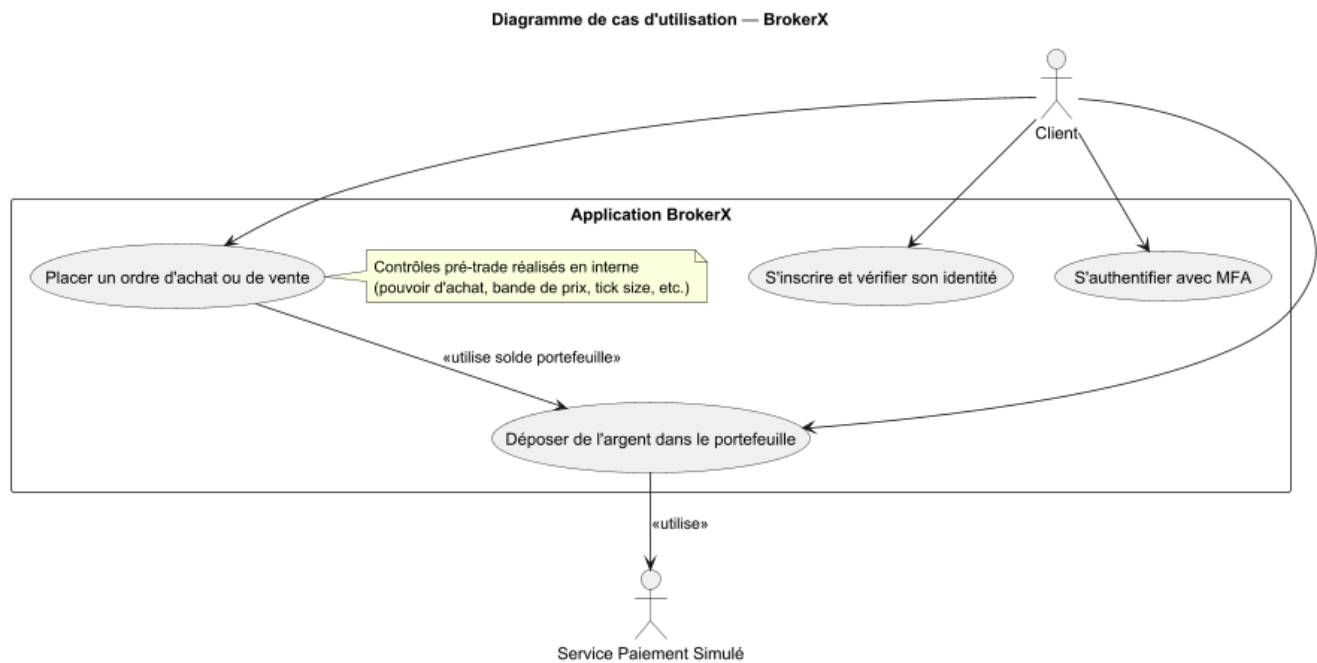 Diagramme de cas d'utilisation — BrokerX
Client
Application BrokerX
Placer un ordre d'achat ou de vente
Contrôles pré-trade réalisés en interne
(pouvoir d'achat, bande de prix, tick size, etc.)
S'inscrire et vérifier son identité
S'authentifier avec MFA
«utilise solde portefeuille»
Déposer de l'argent dans le portefeuille
«utilise»
Service Paiement Simulé